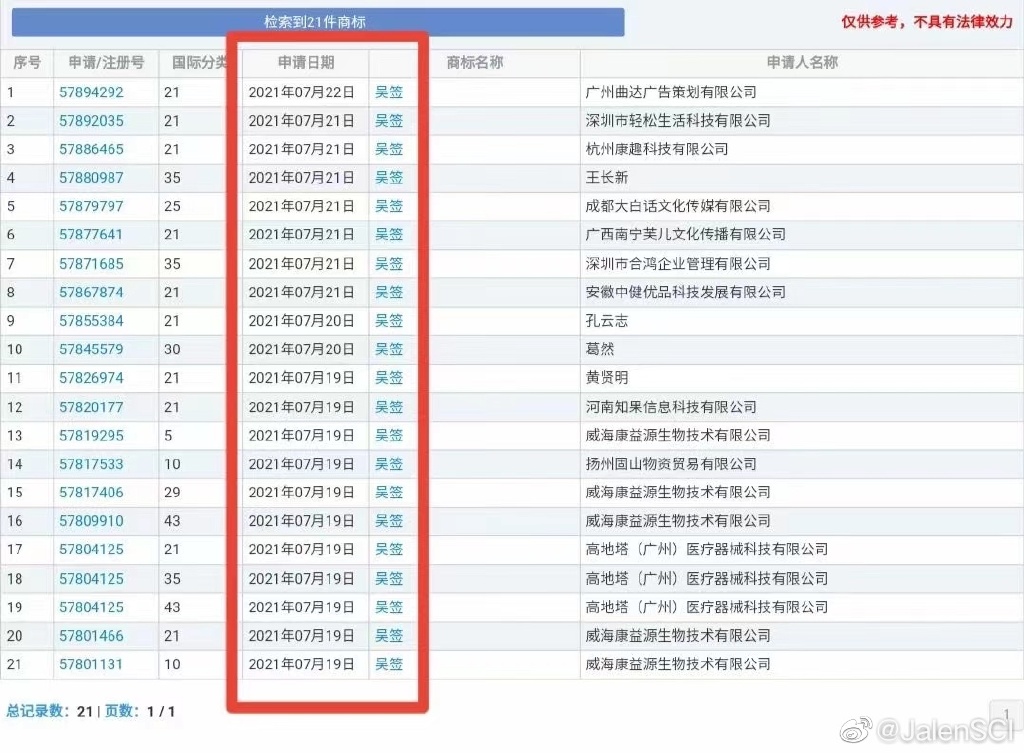 检索到21件商标
仅供参考，不具有法律效力
序号 申请/注册号 国际分类 申请日期 商标名称 申请人名称
1 57894292 21 2021年07月22日 吴签 广州曲达广告策划有限公司
2 57892035 21 2021年07月21日 吴签 深圳市轻松生活科技有限公司
3 57886465 21 2021年07月21日 吴签 杭州康趣科技有限公司
4 57880987 35 2021年07月21日 吴签 王长新
5 57879797 25 2021年07月21日 吴签 成都大白话文化传媒有限公司
6 57877641 21 2021年07月21日 吴签 广西南宁芙儿文化传播有限公司
7 57871685 35 2021年07月21日 吴签 深圳市合鸿企业管理有限公司
8 57867874 21 2021年07月21日 吴签 安徽中健优品科技发展有限公司
9 57855384 21 2021年07月20日 吴签 孔云志
10 57845579 30 2021年07月20日 吴签 葛然
11 57826974 21 2021年07月19日 吴签 黄贤明
12 57820177 21 2021年07月19日 吴签 河南知果信息科技有限公司
13 57819295 5 2021年07月19日 吴签 威海康益源生物技术有限公司
14 57817533 10 2021年07月19日 吴签 扬州固山物资贸易有限公司
15 57817406 29 2021年07月19日 吴签 威海康益源生物技术有限公司
16 57809910 43 2021年07月19日 吴签 威海康益源生物技术有限公司
17 57804125 21 2021年07月19日 吴签 高地塔（广州）医疗器械科技有限公司
18 57804125 35 2021年07月19日 吴签 高地塔（广州）医疗器械科技有限公司
19 57804125 43 2021年07月19日 吴签 高地塔（广州）医疗器械科技有限公司
20 57801466 21 2021年07月19日 吴签 威海康益源生物技术有限公司
21 57801131 10 2021年07月19日 吴签 威海康益源生物技术有限公司
总记录数：21 | 页数：1 / 1
1
@JalenSCI